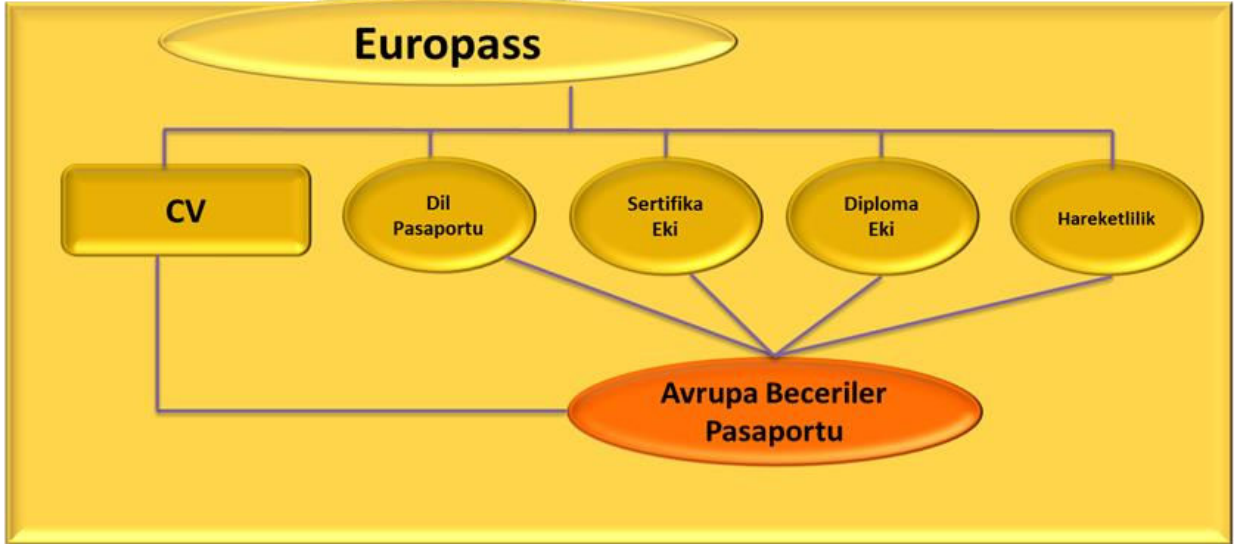 Europass
CV
Dil
Pasaportu
Sertifika
Eki
Diploma
Eki
Hareketlilik
Avrupa Beceriler
Pasaportu